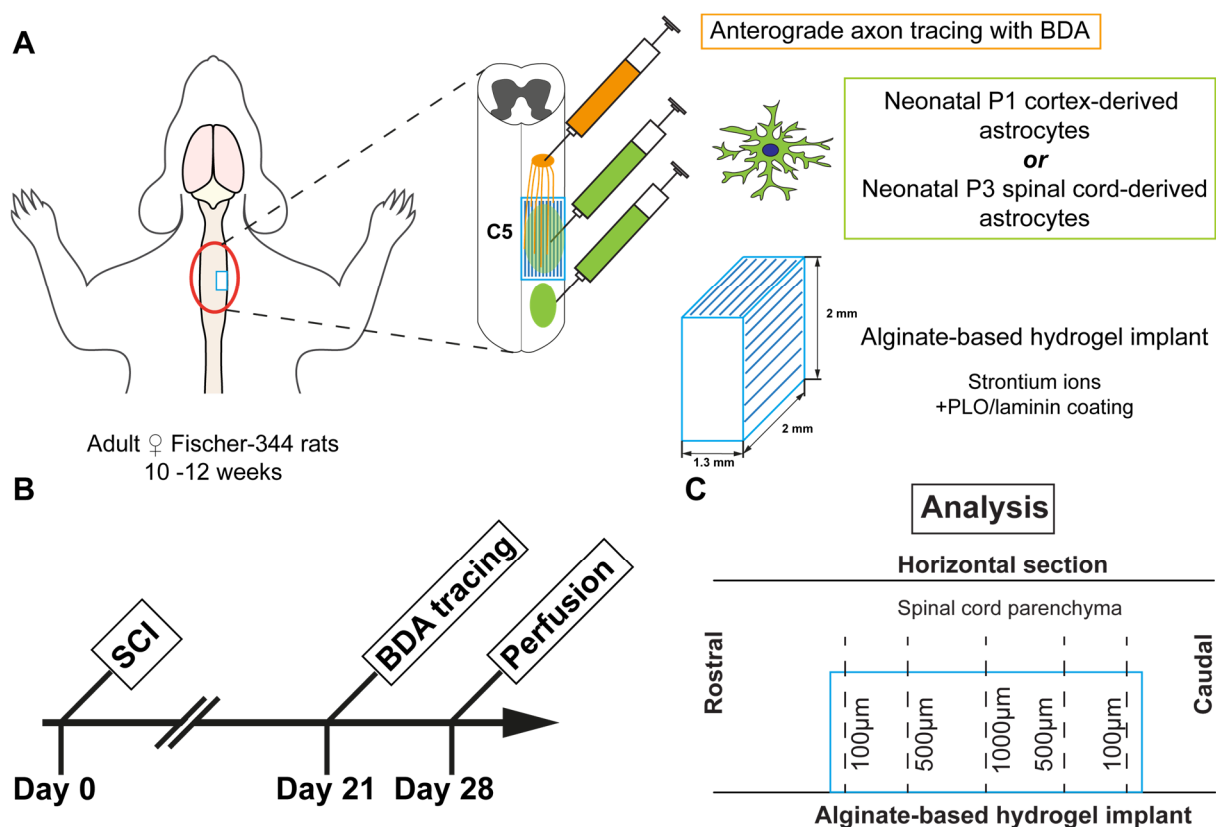 A
Anterograde axon tracing with BDA
Neonatal P1 cortex-derived
astrocytes
or
Neonatal P3 spinal cord-derived
astrocytes
C5
2 mm
2 mm
1.3 mm
Alginate-based hydrogel implant
Strontium ions
+PLO/laminin coating
Adult ♀ Fischer-344 rats
10 -12 weeks
B
SCI
BDA tracing
Perfusion
Day 0
Day 21
Day 28
C
Analysis
Horizontal section
Spinal cord parenchyma
Rostral
100µm
500µm
1000µm
500µm
100µm
Caudal
Alginate-based hydrogel implant